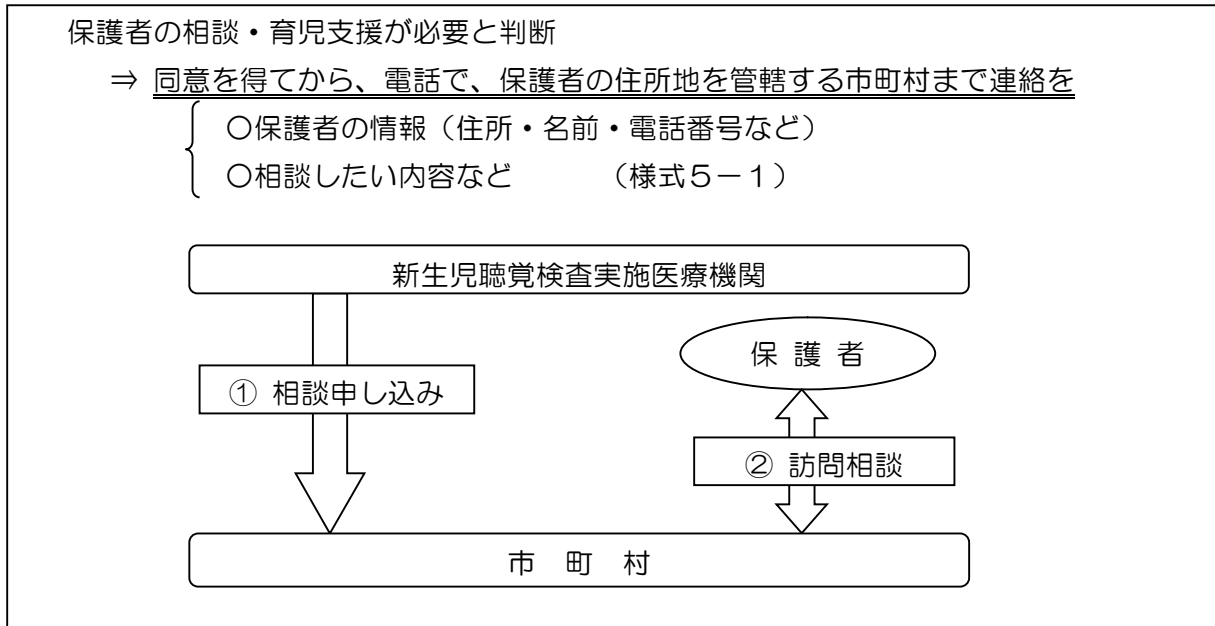 保護者の相談・育児支援が必要と判断
⇒ 同意を得てから、電話で、保護者の住所地を管轄する市町村まで連絡を
○保護者の情報（住所・名前・電話番号など）
○相談したい内容など　　　（様式５－１）
新生児聴覚検査実施医療機関
保 護 者
① 相談申し込み
② 訪問相談
市　町　村